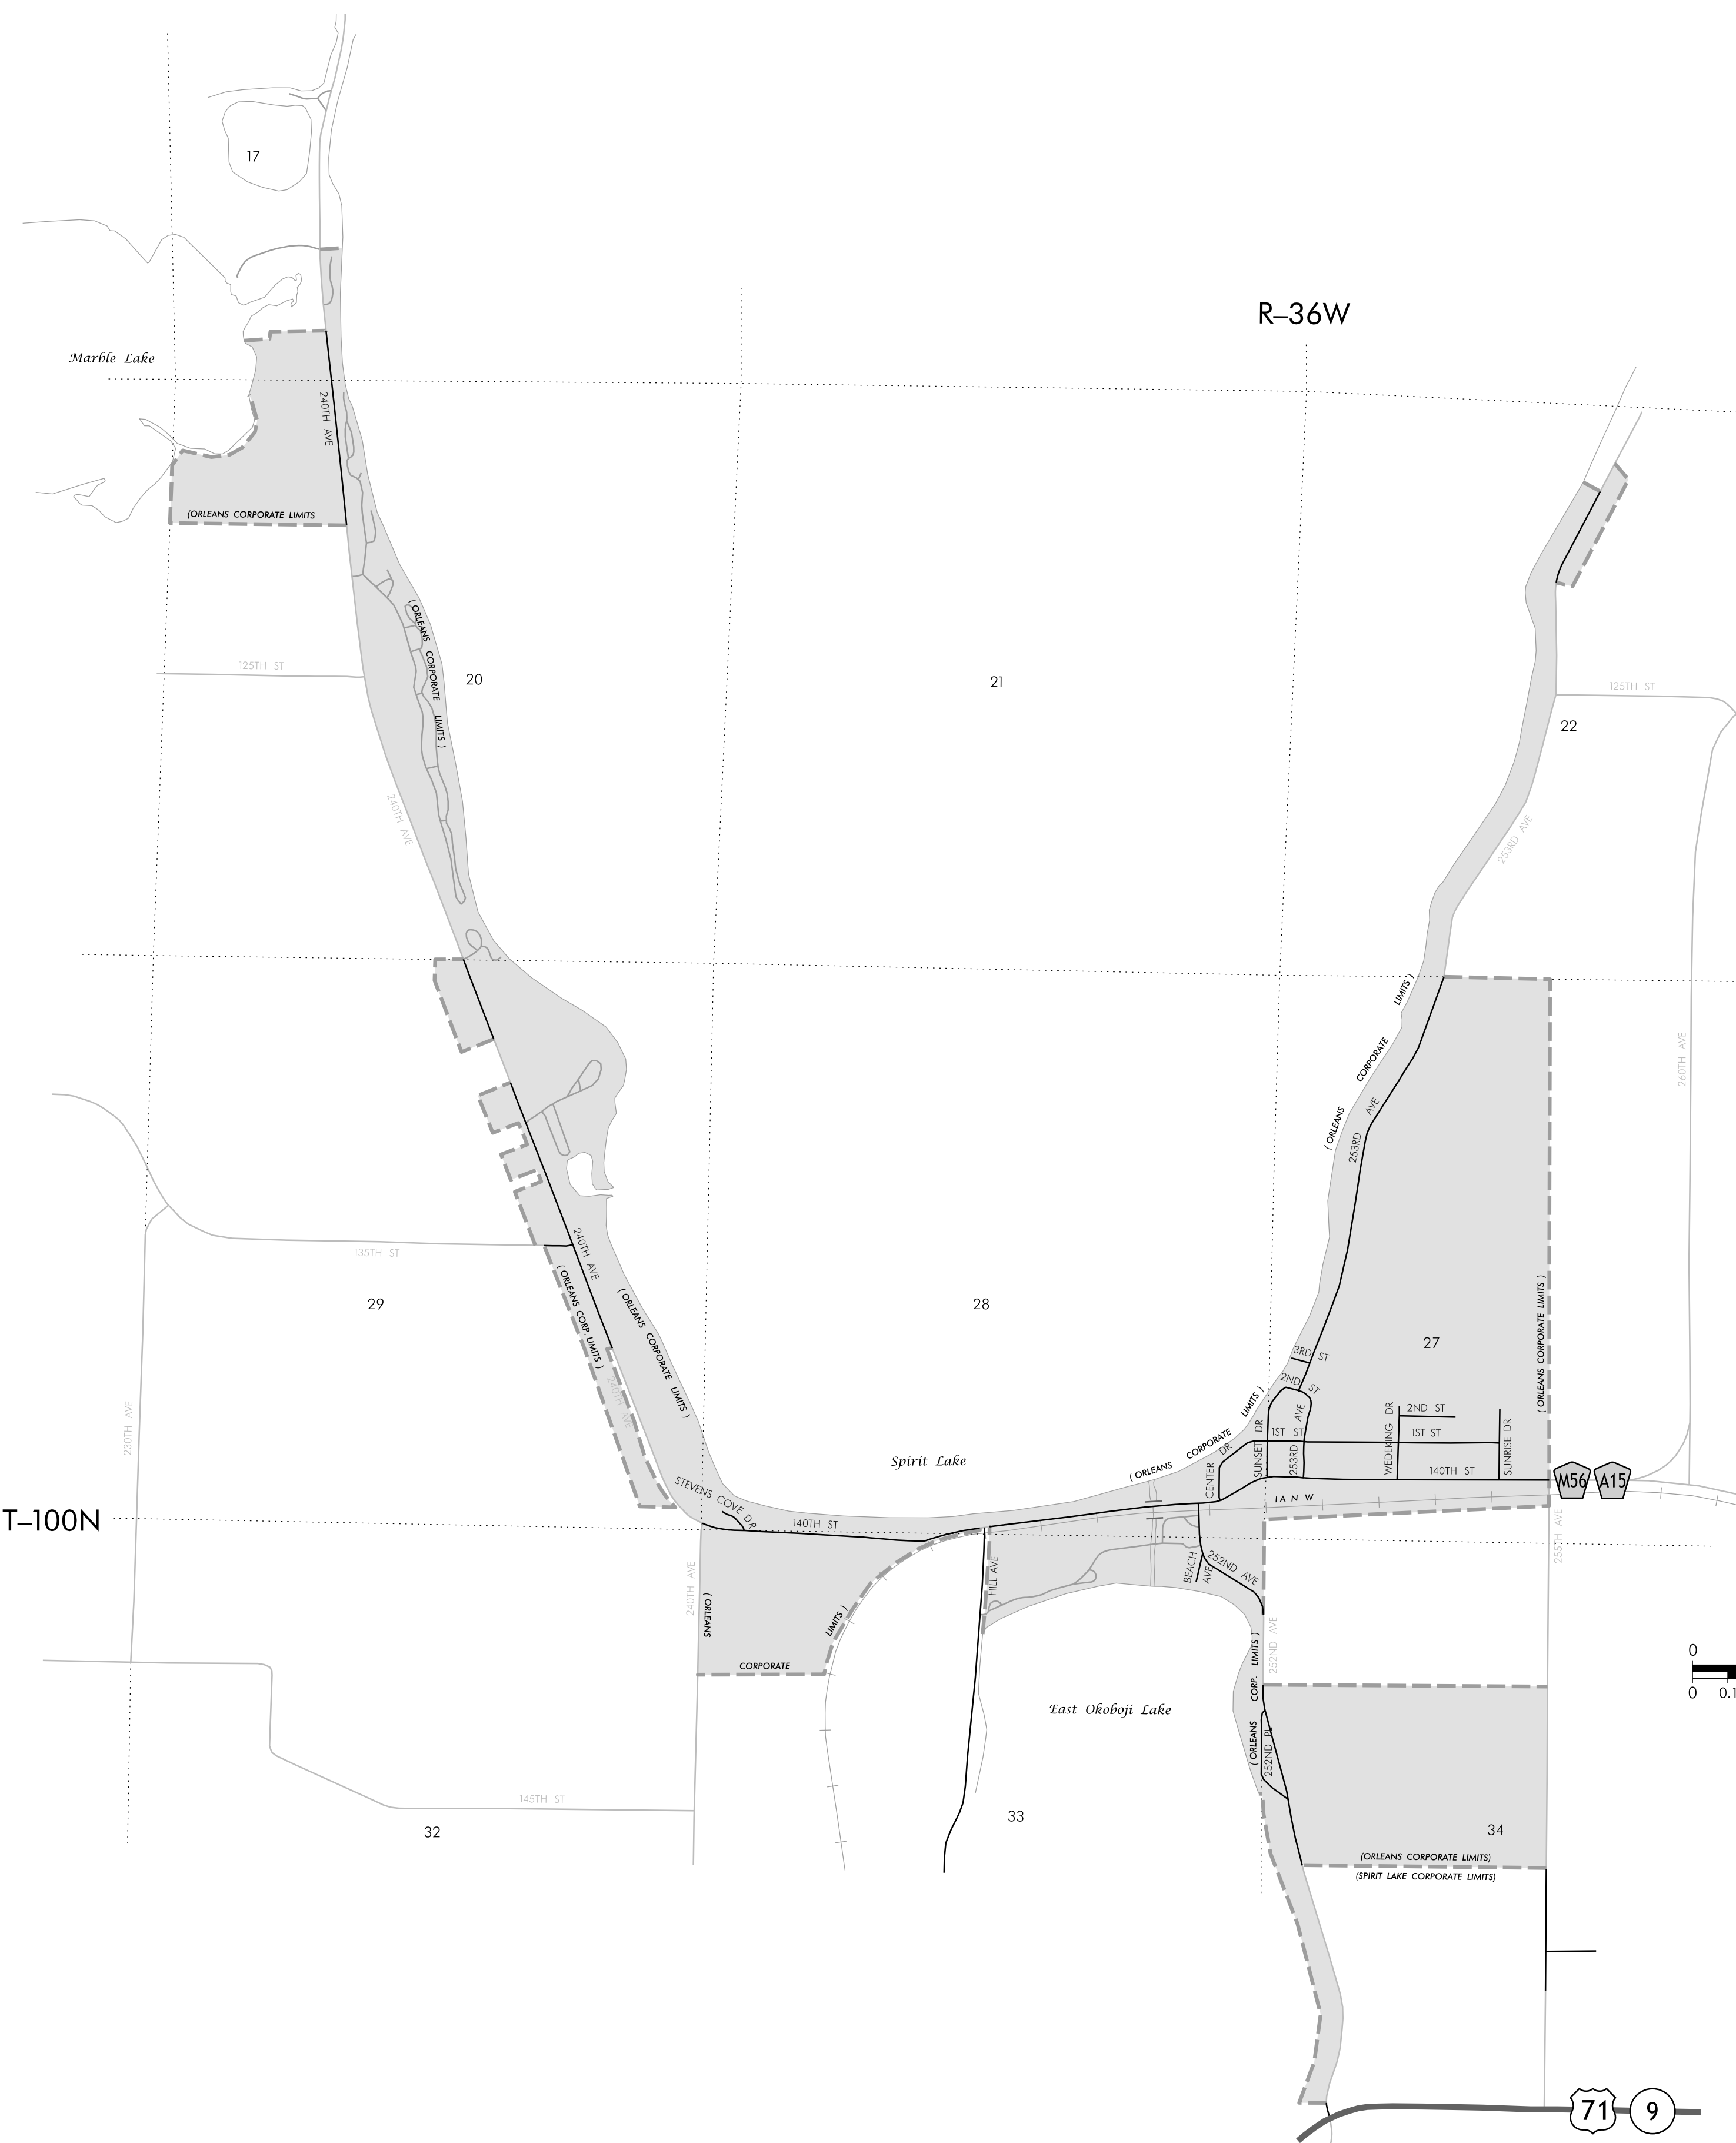 17
R–36W
Marble Lake
240TH AVE
(ORLEANS CORPORATE LIMITS
( ORLEANS CORPORATE LIMITS )
125TH ST
20
21
125TH ST
22
240TH AVE
253RD AVE
( ORLEANS CORPORATE LIMITS )
260TH AVE
253RD AVE
135TH ST
240TH AVE
( ORLEANS CORP. LIMITS )
( ORLEANS CORPORATE LIMITS )
29
28
27
( ORLEANS CORPORATE LIMITS )
3RD ST
2ND ST
240TH AVE
230TH AVE
( ORLEANS CORPORATE LIMITS )
SUNSET DR
253RD AVE
1ST ST
WEDEKING DR
2ND ST
1ST ST
SUNRISE DR
CENTER DR
Spirit Lake
140TH ST
M56
A15
STEVENS COVE DR
I A N W
T–100N
140TH ST
255TH AVE
240TH AVE
HILL AVE
BEACH AVE
252ND AVE
( ORLEANS CORPORATE LIMITS )
252ND AVE
( ORLEANS CORP. LIMITS )
0
0 0.1
East Okoboji Lake
252ND PL
145TH ST
32
33
34
(ORLEANS CORPORATE LIMITS)
(SPIRIT LAKE CORPORATE LIMITS)
71
9